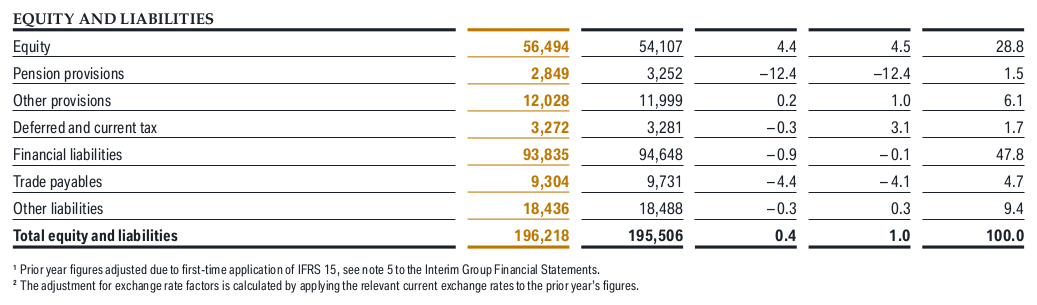 EQUITY AND LIABILITIES
Equity 56,494 54,107 4.4 4.5 28.8
Pension provisions 2,849 3,252 –12.4 –12.4 1.5
Other provisions 12,028 11,999 0.2 1.0 6.1
Deferred and current tax 3,272 3,281 –0.3 3.1 1.7
Financial liabilities 93,835 94,648 –0.9 –0.1 47.8
Trade payables 9,304 9,731 –4.4 –4.1 4.7
Other liabilities 18,436 18,488 –0.3 0.3 9.4
Total equity and liabilities 196,218 195,506 0.4 1.0 100.0
¹ Prior year figures adjusted due to first-time application of IFRS 15, see note 5 to the Interim Group Financial Statements.
² The adjustment for exchange rate factors is calculated by applying the relevant current exchange rates to the prior year's figures.